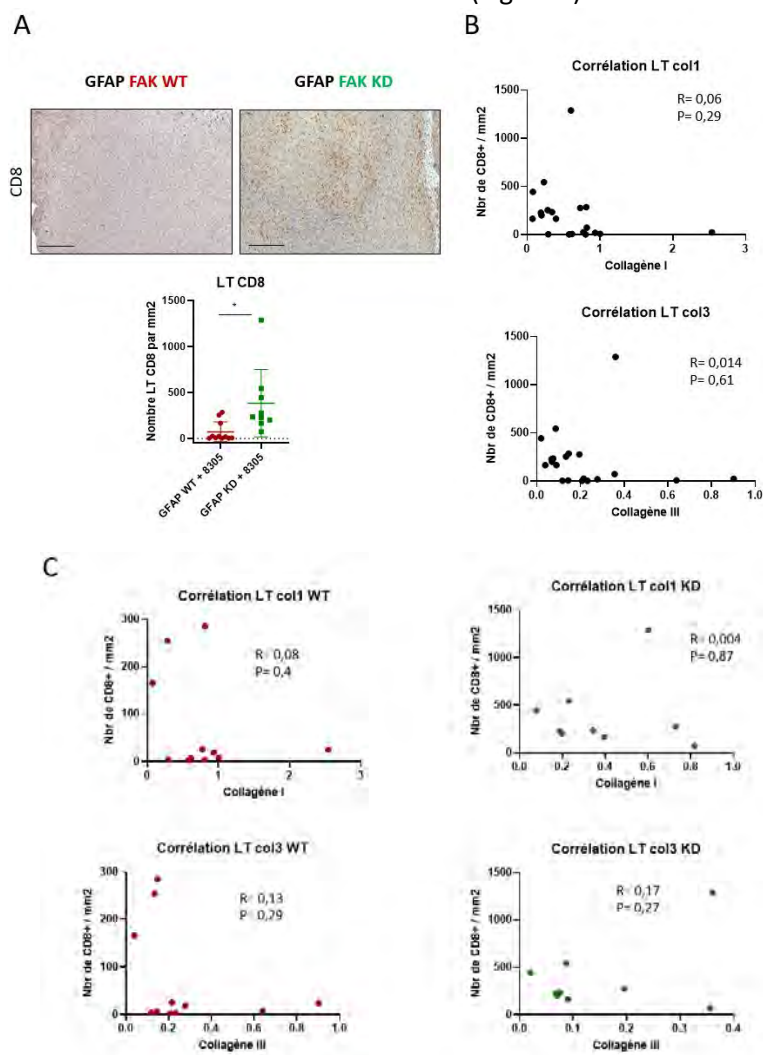 A
B
GFAP FAK WT
GFAP FAK KD
CD8
LT CD8
Nombre LT CD8 par mm2
1500
1000
500
0
*
GFAP WT + 8305
GFAP KD + 8305
Corrélation LT col1
R= 0,06
P= 0,29
Nbr de CD8+ / mm2
1500
1000
500
0
0
1
2
3
Collagène I
Corrélation LT col3
R= 0,014
P= 0,61
Nbr de CD8+ / mm2
1500
1000
500
0
0.0
0.2
0.4
0.6
0.8
1.0
Collagène III
C
Corrélation LT col1 WT
R= 0,08
P= 0,4
Nbr de CD8+ / mm2
300
200
100
0
0
1
2
3
Collagène I
Corrélation LT col1 KD
R= 0,004
P= 0,87
Nbr de CD8+ / mm2
1500
1000
500
0
0.0
0.2
0.4
0.6
0.8
1.0
Collagène I
Corrélation LT col3 WT
R= 0,13
P= 0,29
Nbr de CD8+ / mm2
300
200
100
0
0.0
0.2
0.4
0.6
0.8
1.0
Collagène III
Corrélation LT col3 KD
R= 0,17
P= 0,27
Nbr de CD8+ / mm2
1500
1000
500
0
0.0
0.1
0.2
0.3
0.4
Collagène III